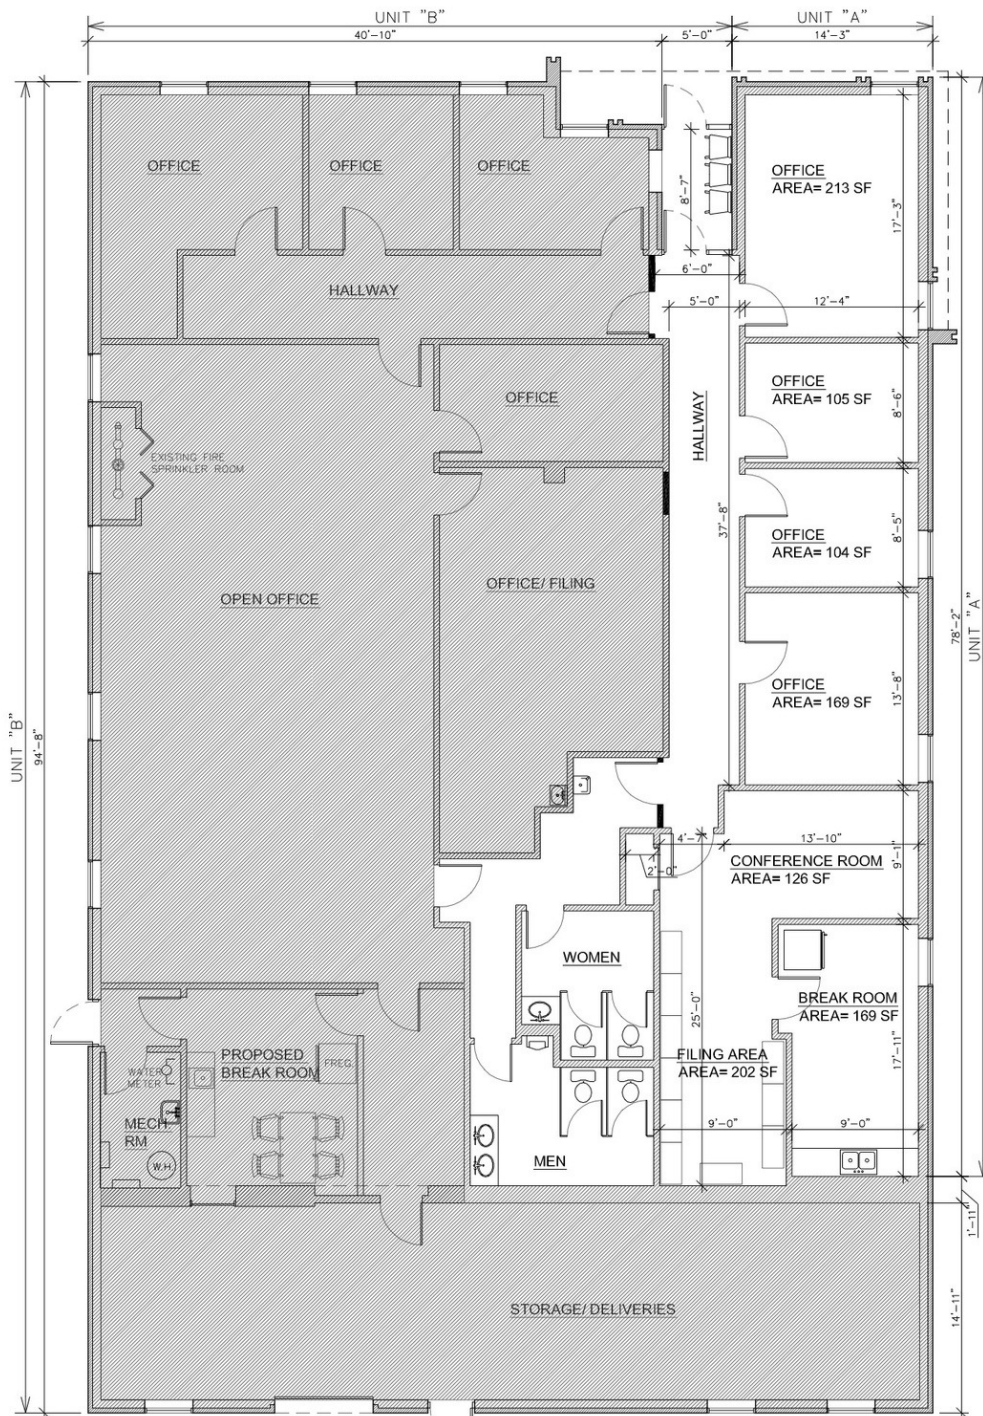 UNIT "B"
UNIT "A"
40'-10"
5'-0"
14'-3"
OFFICE
OFFICE
OFFICE
8'-7"
OFFICE
AREA= 213 SF
17'-3"
HALLWAY
6'-0"
5'-0"
12'-4"
OFFICE
HALLWAY
OFFICE
AREA= 105 SF
8'-6"
EXISTING FIRE
SPRINKLER ROOM
37'-8"
OFFICE
AREA= 104 SF
8'-5"
OPEN OFFICE
OFFICE/ FILING
78'-2"
UNIT "A"
OFFICE
AREA= 169 SF
13'-8"
UNIT "B"
94'-8"
4'-7"
13'-10"
2'-0"
CONFERENCE ROOM
AREA= 126 SF
9'-1"
WOMEN
25'-0"
BREAK ROOM
AREA= 169 SF
17'-11"
PROPOSED
BREAK ROOM
FREG.
WATER
METER
FILING AREA
AREA= 202 SF
MECH.
RM
W.H.
9'-0"
9'-0"
MEN
1'-11"
STORAGE/ DELIVERIES
14'-11"